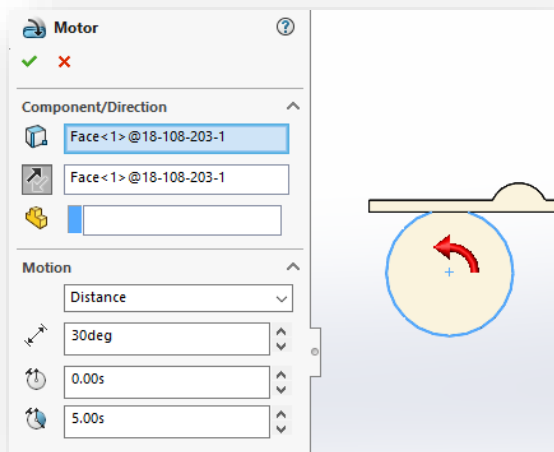 Motor
Component/Direction
Face<1>@18-108-203-1
Face<1>@18-108-203-1
Motion
Distance
30deg
0.00s
5.00s